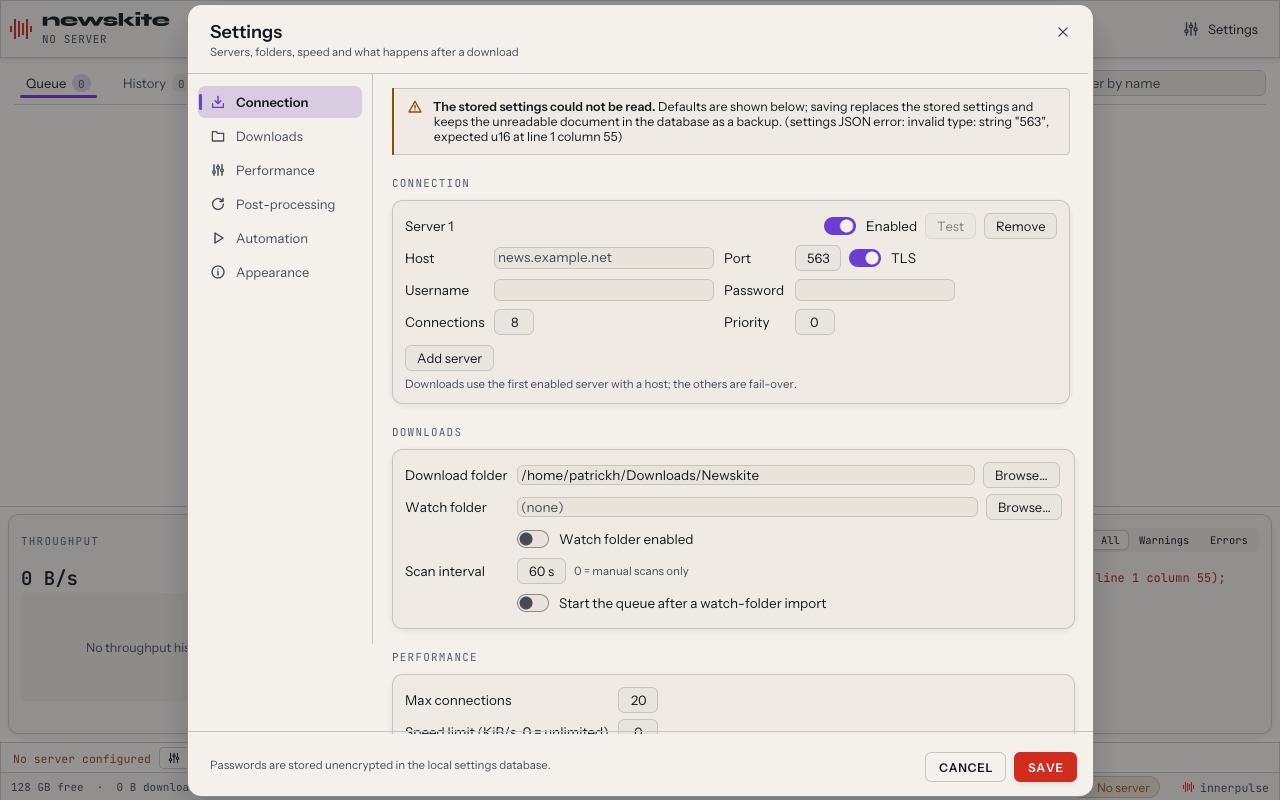 newskite
NO SERVER
Settings
Queue 0
History 0
er by name
Settings
Servers, folders, speed and what happens after a download
Connection
Downloads
Performance
Post-processing
Automation
Appearance
The stored settings could not be read. Defaults are shown below; saving replaces the stored settings and
keeps the unreadable document in the database as a backup. (settings JSON error: invalid type: string "563",
expected u16 at line 1 column 55)
CONNECTION
Server 1
Enabled
Test
Remove
Host
news.example.net
Port
563
TLS
Username
Password
Connections
8
Priority
0
Add server
Downloads use the first enabled server with a host; the others are fail-over.
DOWNLOADS
Download folder
/home/patrickh/Downloads/Newskite
Browse...
Watch folder
(none)
Browse...
Watch folder enabled
Scan interval
60 s
0 = manual scans only
Start the queue after a watch-folder import
PERFORMANCE
Max connections
20
Speed limit (KiB/s, 0 = unlimited)
0
Passwords are stored unencrypted in the local settings database.
CANCEL
SAVE
THROUGHPUT
0 B/s
No throughput his
All
Warnings
Errors
line 1 column 55);
No server configured
128 GB free · 0 B downloa
No server
innerpulse